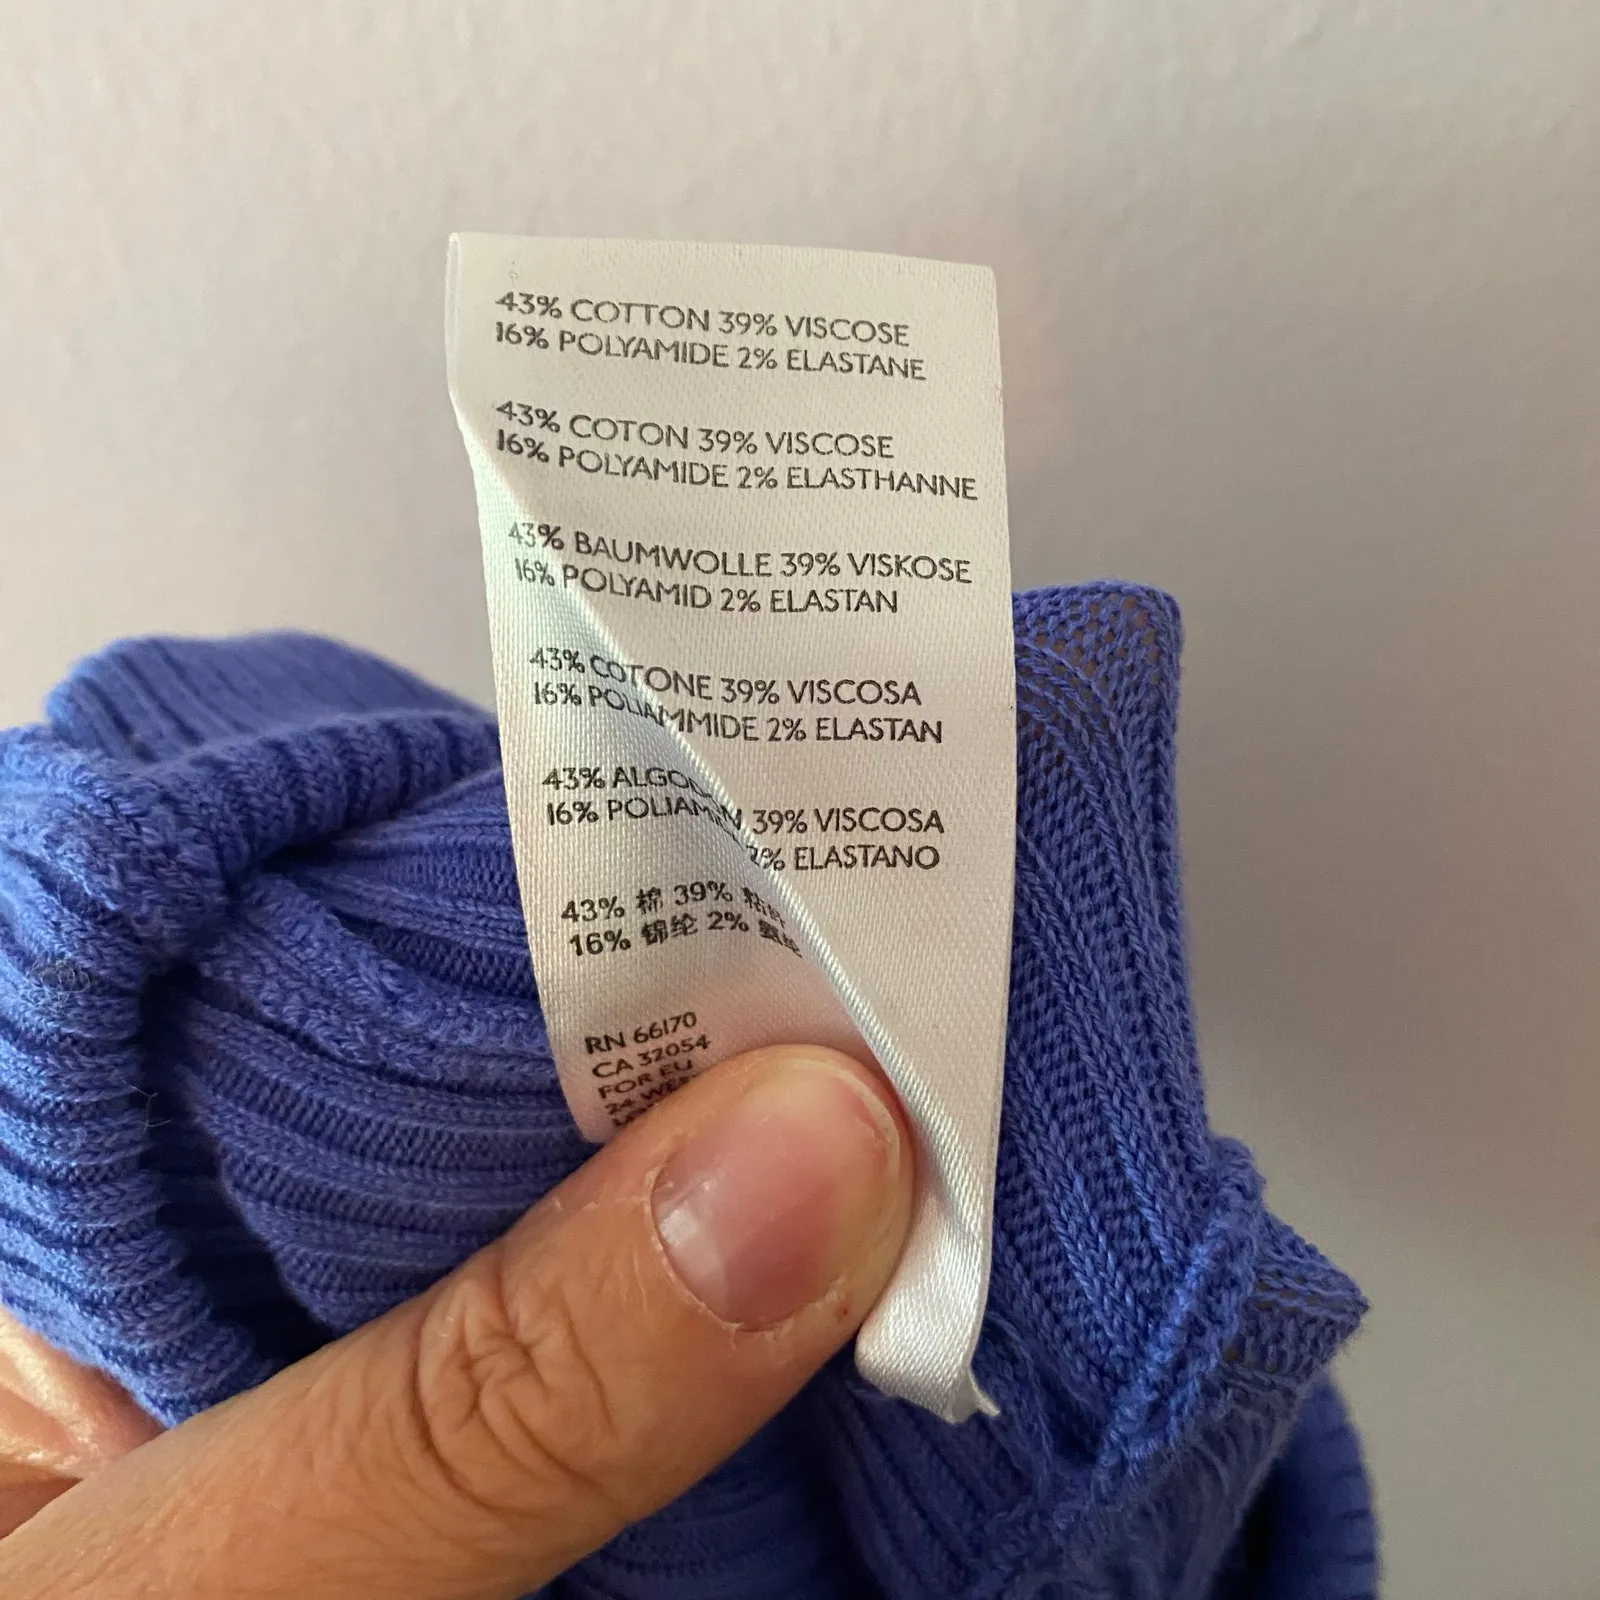 43% COTTON 39% VISCOSE
16% POLYAMIDE 2% ELASTANE
43% COTON 39% VISCOSE
16% POLYAMIDE 2% ELASTHANNE
43% BAUMWOLLE 39% VISKOSE
16% POLYAMID 2% ELASTAN
43% COTONE 39% VISCOSA
16% POLIAMMIDE 2% ELASTAN
43% 39% VISCOSA
16% 2% ELASTANO
43% 棉 39%
16% 锦纶 2%
RN 66170
CA 32054
FOR EU
24